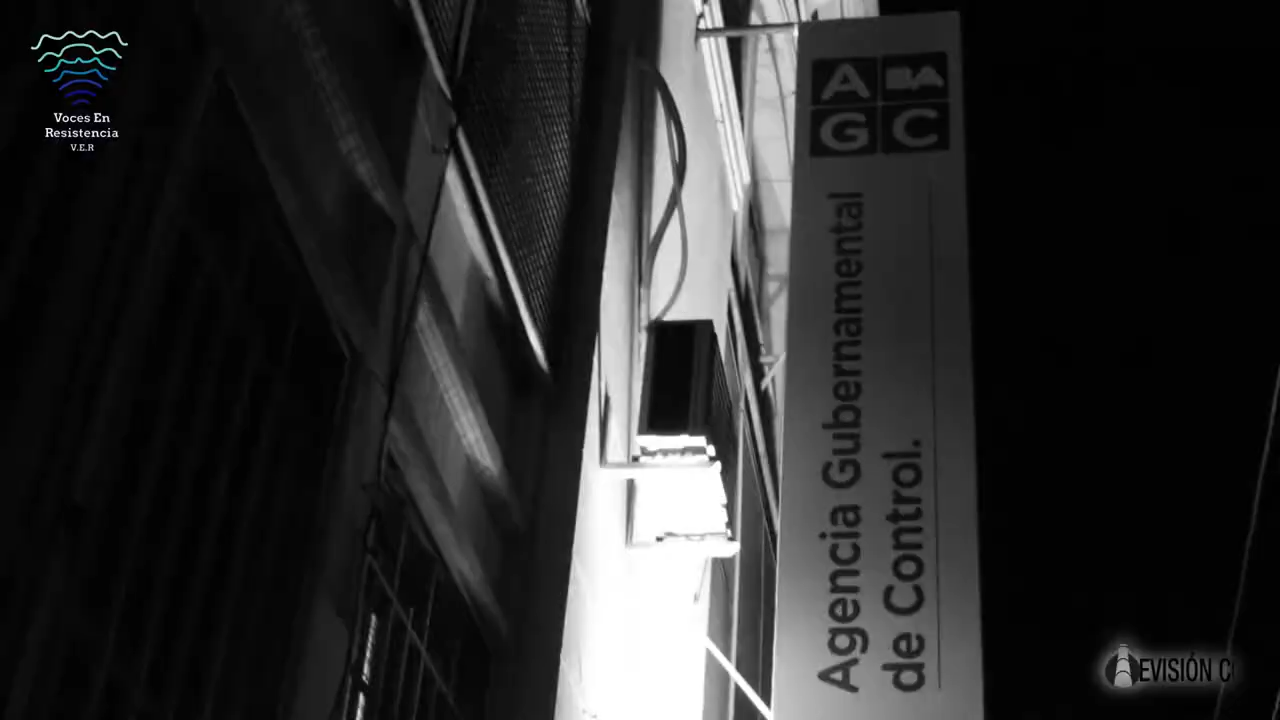 Voces En
Resistencia
V.E.R
A BA
G C
Agencia Gubernamental
de Control.
EVISIÓN